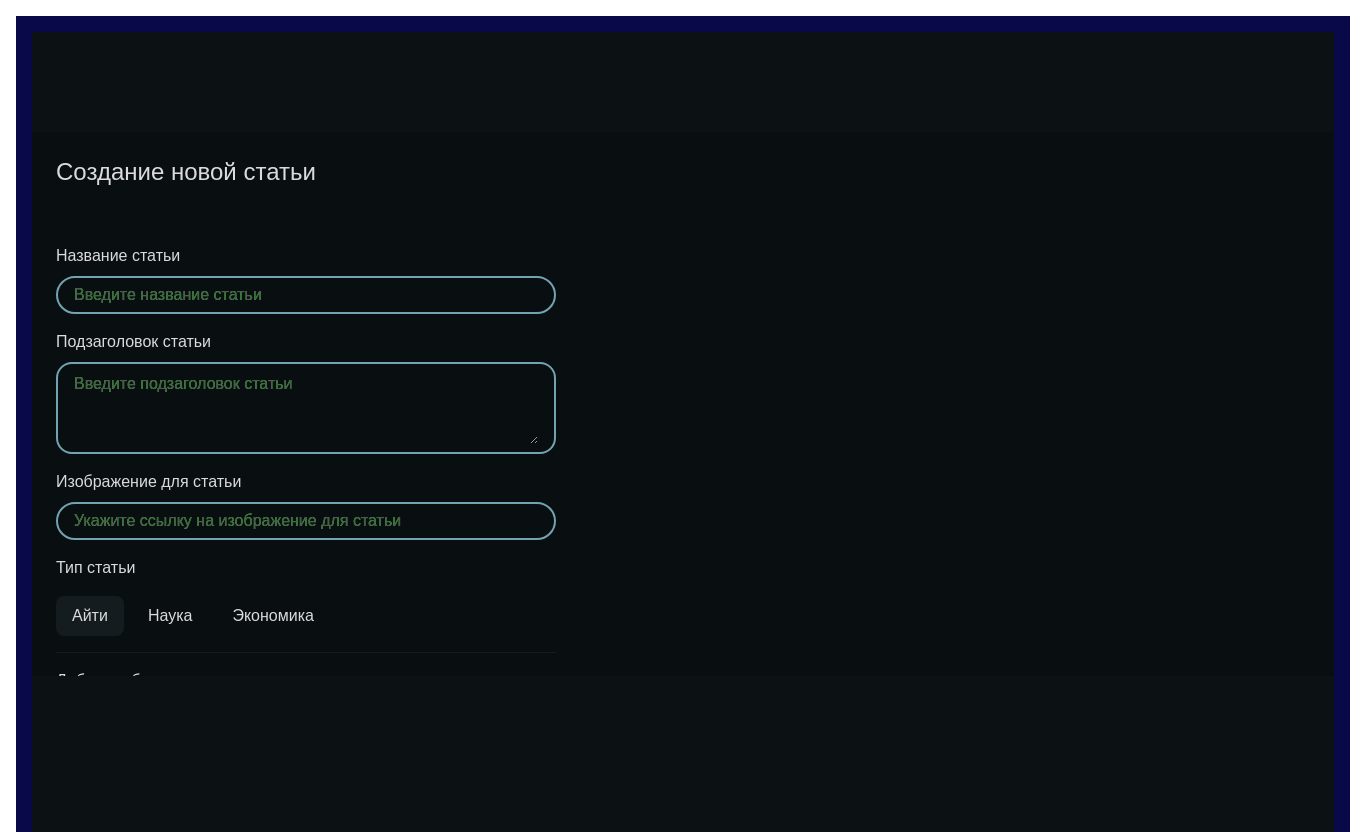 Создание новой статьи
Название статьи
Введите название статьи
Подзаголовок статьи
Введите подзаголовок статьи
Изображение для статьи
Укажите ссылку на изображение для статьи
Тип статьи
Айти Наука Экономика